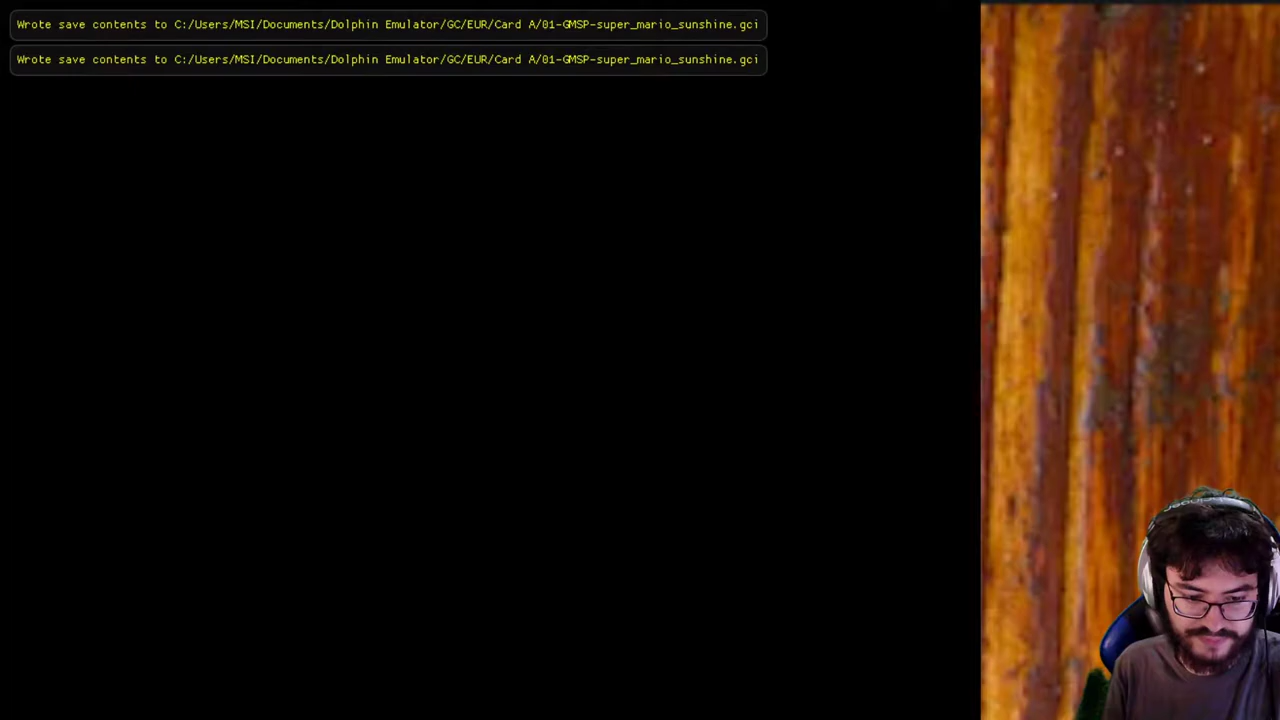 Wrote save contents to C:/Users/MSI/Documents/Dolphin Emulator/GC/EUR/Card A/01-GMSP-super_mario_sunshine.gci
Wrote save contents to C:/Users/MSI/Documents/Dolphin Emulator/GC/EUR/Card A/01-GMSP-super_mario_sunshine.gci